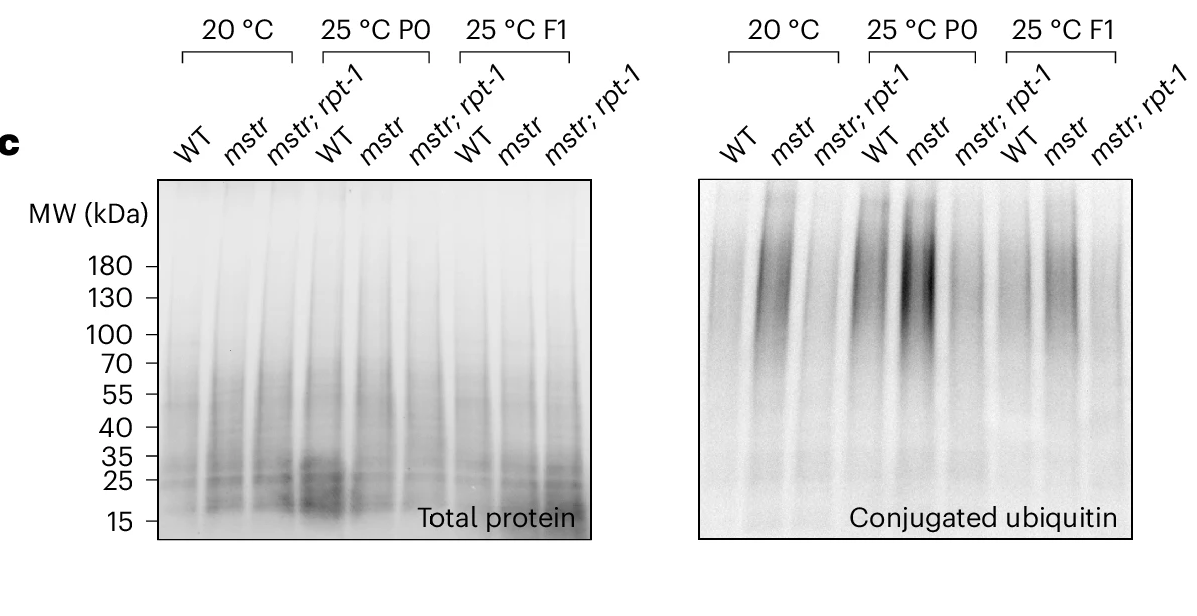 20 °C 25 °C P0 25 °C F1 20 °C 25 °C P0 25 °C F1
c
WT mstr mstr; rpt-1 WT mstr mstr; rpt-1 WT mstr mstr; rpt-1 WT mstr mstr; rpt-1 WT mstr mstr; rpt-1 WT mstr mstr; rpt-1
MW (kDa)
180
130
100
70
55
40
35
25
15
Total protein
Conjugated ubiquitin